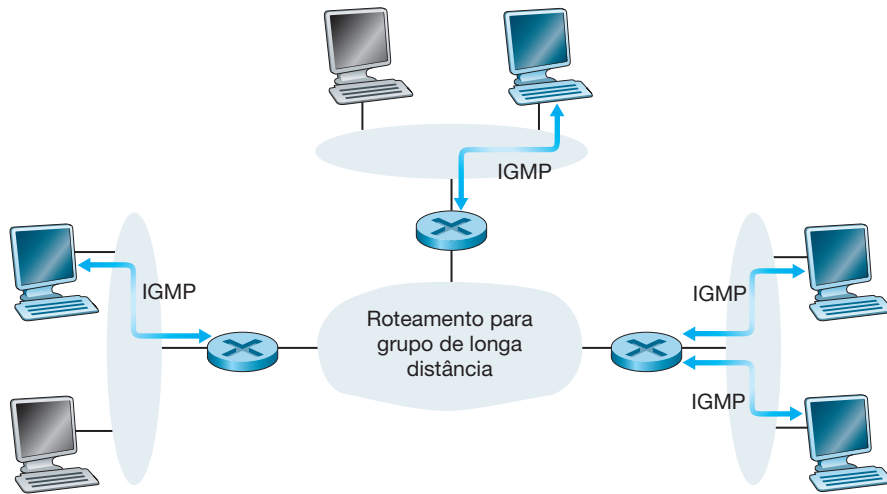 IGMP
IGMP
IGMP
Roteamento para
grupo de longa
distância
IGMP